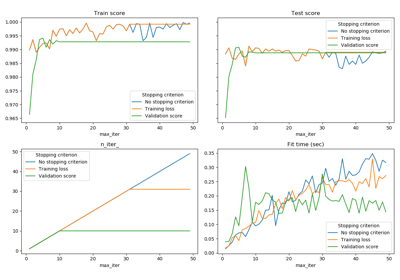 Train score
1.000
0.995
0.990
0.985
0.980
0.975
0.970
0.965
Stopping criterion
No stopping criterion
Training loss
Validation score
0 10 20 30 40 50
max_iter
Test score
Stopping criterion
No stopping criterion
Training loss
Validation score
0 10 20 30 40 50
max_iter
n_iter_
50
40
30
20
10
0
Stopping criterion
No stopping criterion
Training loss
Validation score
0 10 20 30 40 50
max_iter
Fit time (sec)
0.35
0.30
0.25
0.20
0.15
0.10
0.05
0.00
Stopping criterion
No stopping criterion
Training loss
Validation score
0 10 20 30 40 50
max_iter